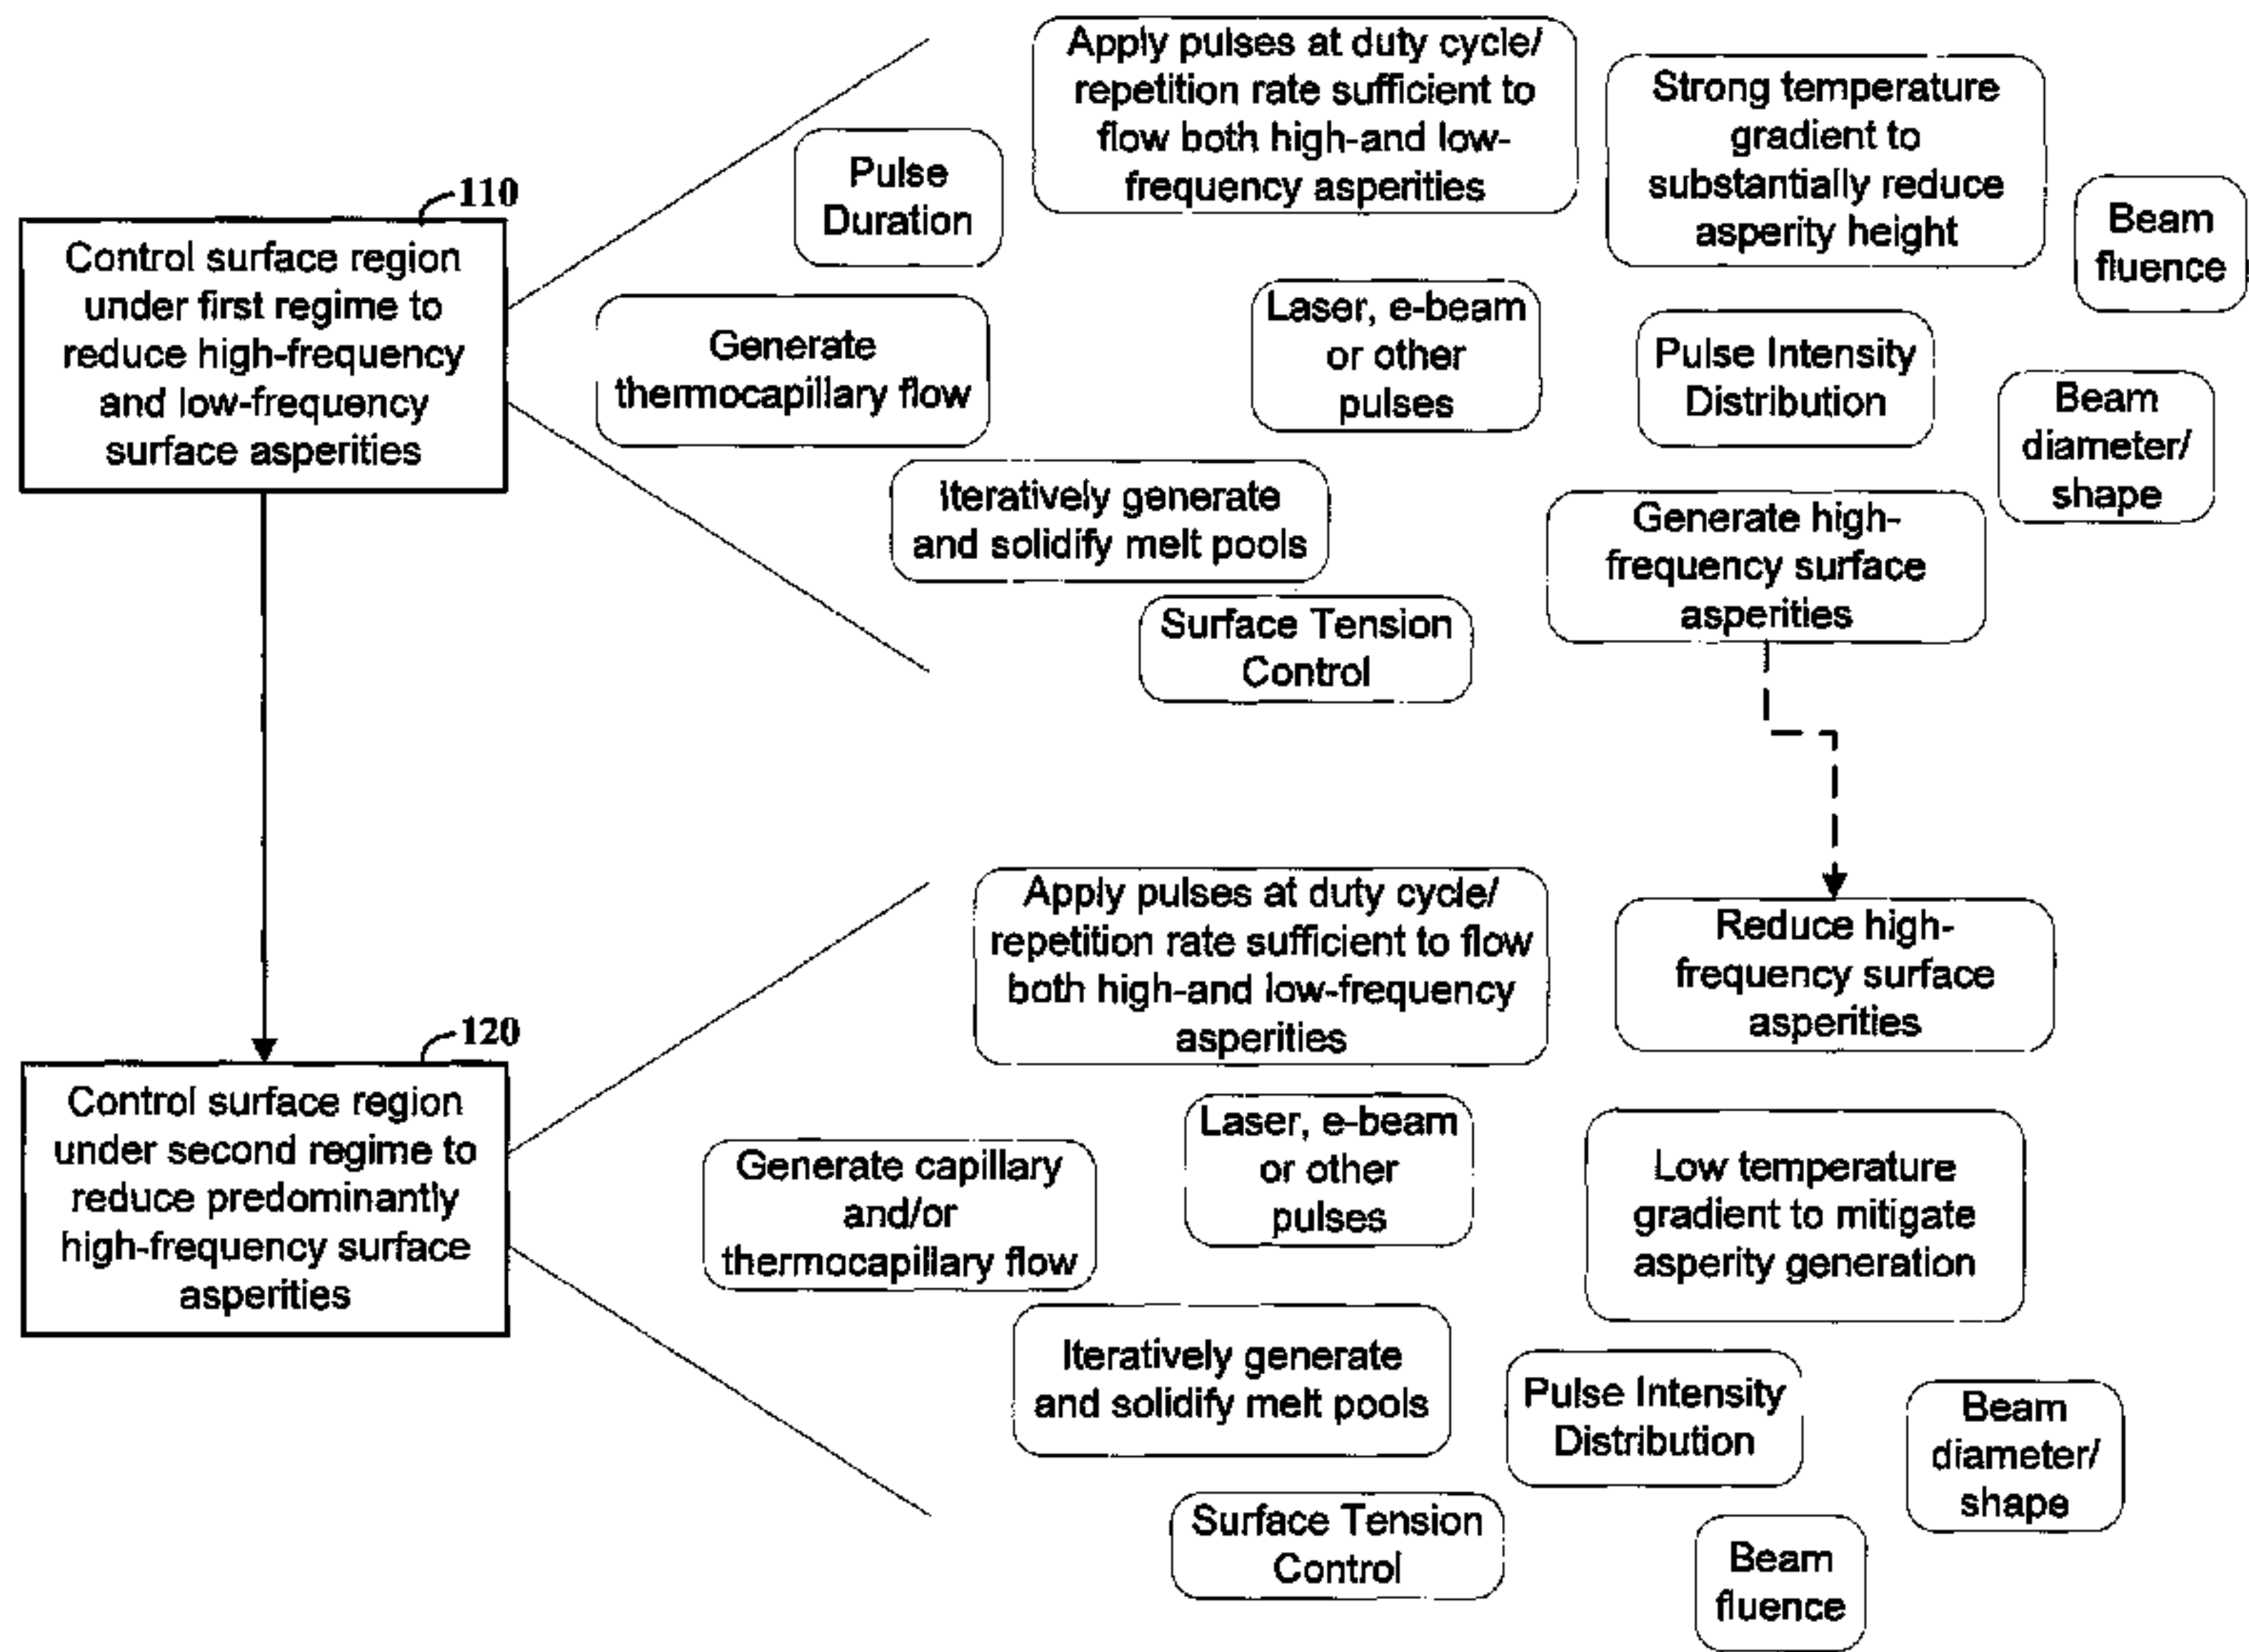 110
Control surface region
under first regime to
reduce high-frequency
and low-frequency
surface asperities
Pulse
Duration
Apply pulses at duty cycle/
repetition rate sufficient to
flow both high-and low-
frequency asperities
Strong temperature
gradient to
substantially reduce
asperity height
Beam
fluence
Generate
thermocapillary flow
Laser, e-beam
or other
pulses
Pulse Intensity
Distribution
Beam
diameter/
shape
Iteratively generate
and solidify melt pools
Generate high-
frequency surface
asperities
Surface Tension
Control
120
Control surface region
under second regime to
reduce predominantly
high-frequency surface
asperities
Apply pulses at duty cycle/
repetition rate sufficient to flow
both high-and low-frequency
asperities
Reduce high-
frequency surface
asperities
Generate capillary
and/or
thermocapillary flow
Laser, e-beam
or other
pulses
Low temperature
gradient to mitigate
asperity generation
Iteratively generate
and solidify melt pools
Pulse Intensity
Distribution
Beam
diameter/
shape
Surface Tension
Control
Beam
fluence